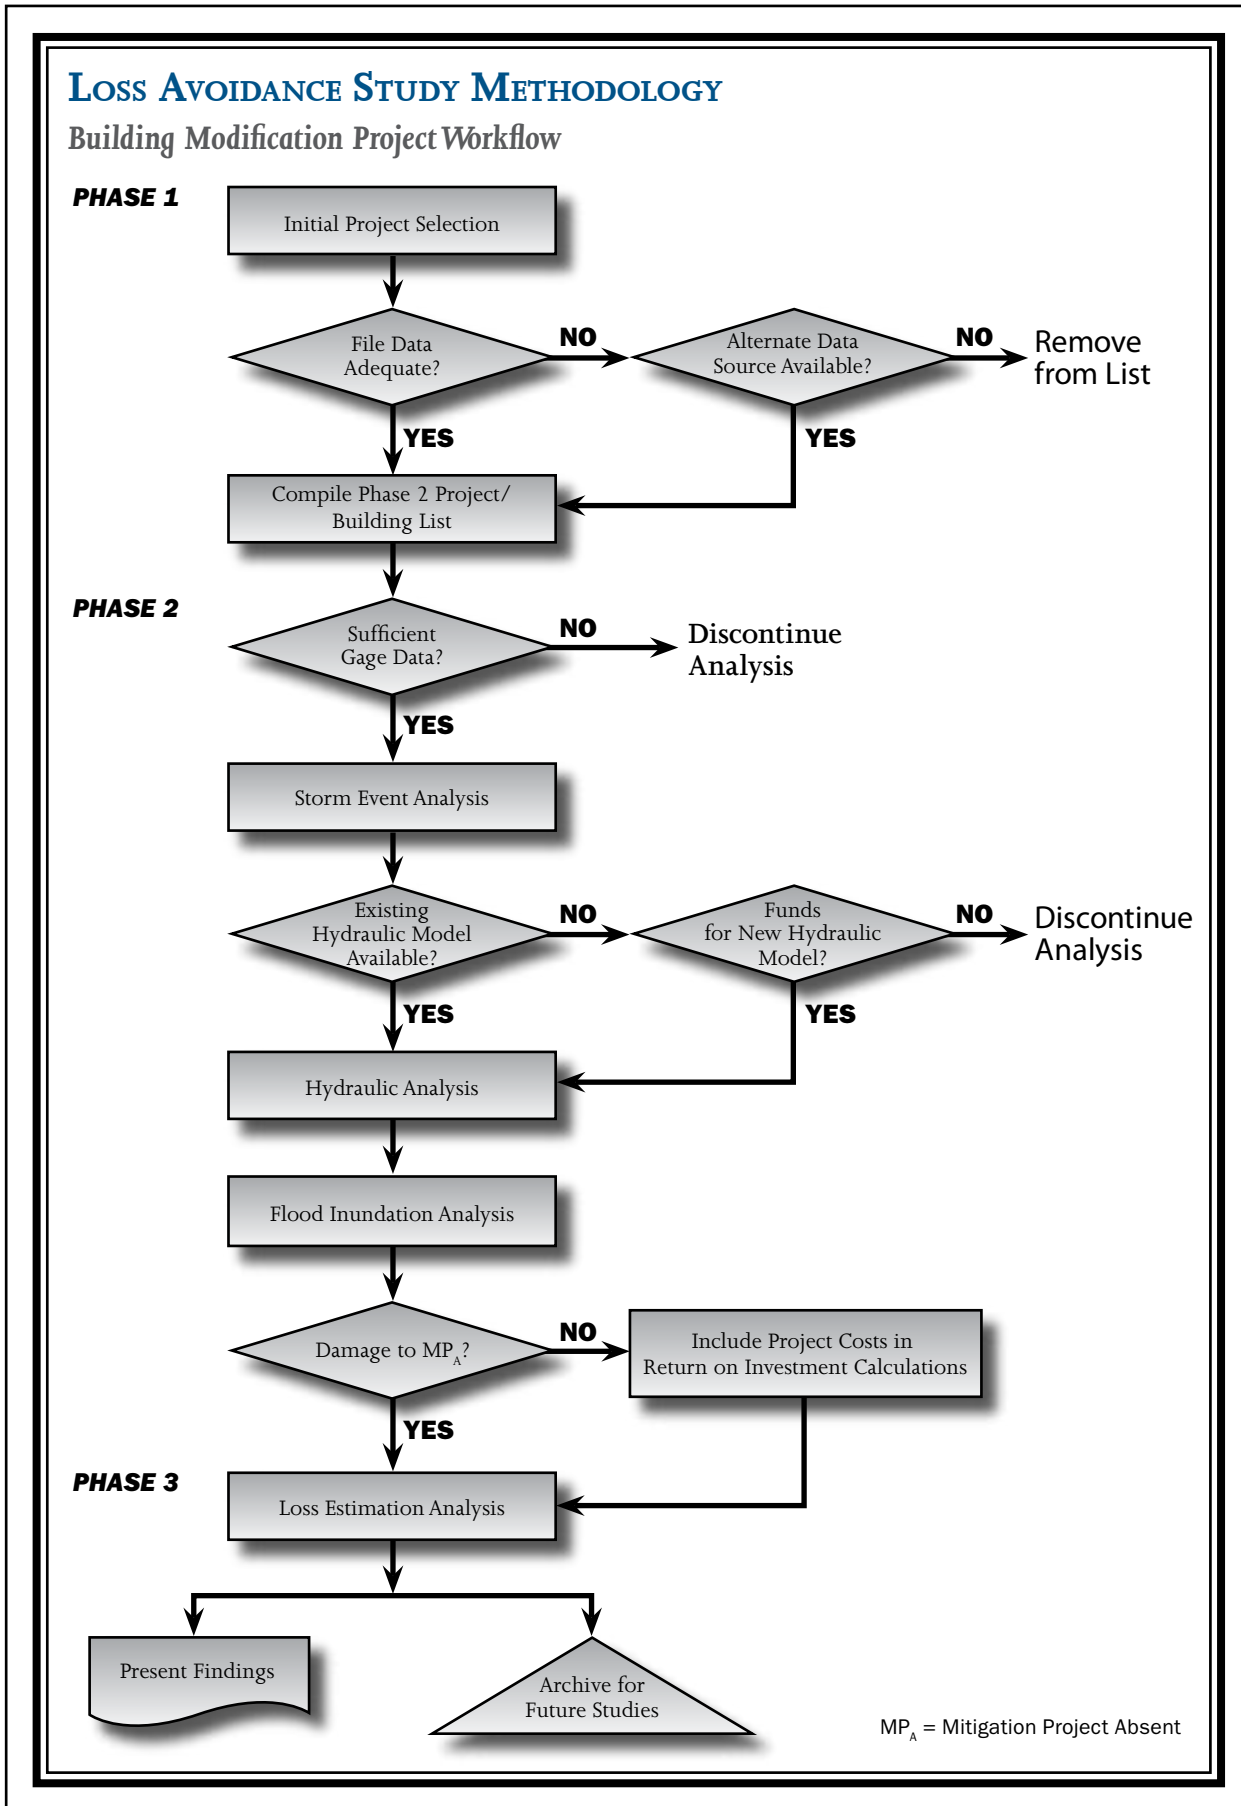 Loss Avoidance Study Methodology
Building Modification Project Workflow
PHASE 1
Initial Project Selection
File Data
Adequate?
NO
Alternate Data
Source Available?
NO
Remove
from List
YES
YES
Compile Phase 2 Project/
Building List
PHASE 2
Sufficient
Gage Data?
NO
Discontinue
Analysis
YES
Storm Event Analysis
Existing
Hydraulic Model
Available?
NO
Funds
for New Hydraulic
Model?
NO
Discontinue
Analysis
YES
YES
Hydraulic Analysis
Flood Inundation Analysis
Damage to MPA?
NO
Include Project Costs in
Return on Investment Calculations
YES
PHASE 3
Loss Estimation Analysis
Present Findings
Archive for
Future Studies
MPA = Mitigation Project Absent